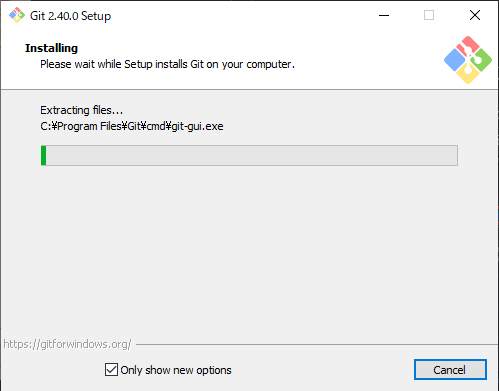 Git 2.40.0 Setup
Installing
Please wait while Setup installs Git on your computer.
Extracting files...
C:¥Program Files¥Git¥cmd¥git-gui.exe
https://gitforwindows.org/
Only show new options
Cancel